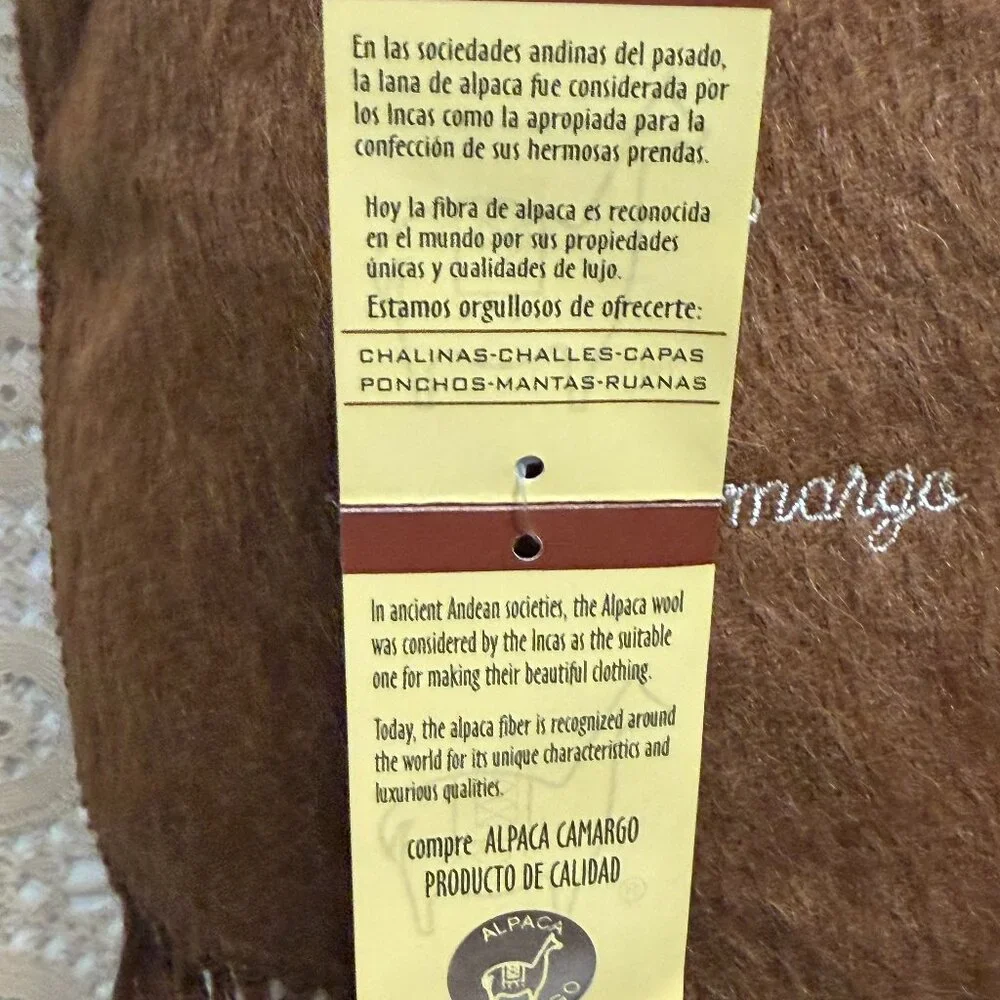 En las sociedades andinas del pasado,
la lana de alpaca fue considerada por
los Incas como la apropiada para la
confección de sus hermosas prendas.
Hoy la fibra de alpaca es reconocida
en el mundo por sus propiedades
únicas y cualidades de lujo.
Estamos orgullosos de ofrecerte:
CHALINAS-CHALLES-CAPAS
PONCHOS-MANTAS-RUANAS
margo
In ancient Andean societies, the Alpaca wool
was considered by the Incas as the suitable
one for making their beautiful clothing.
Today, the alpaca fiber is recognized around
the world for its unique characteristics and
luxurious qualities.
compre ALPACA CAMARGO
PRODUCTO DE CALIDAD
®
ALPACA
GO